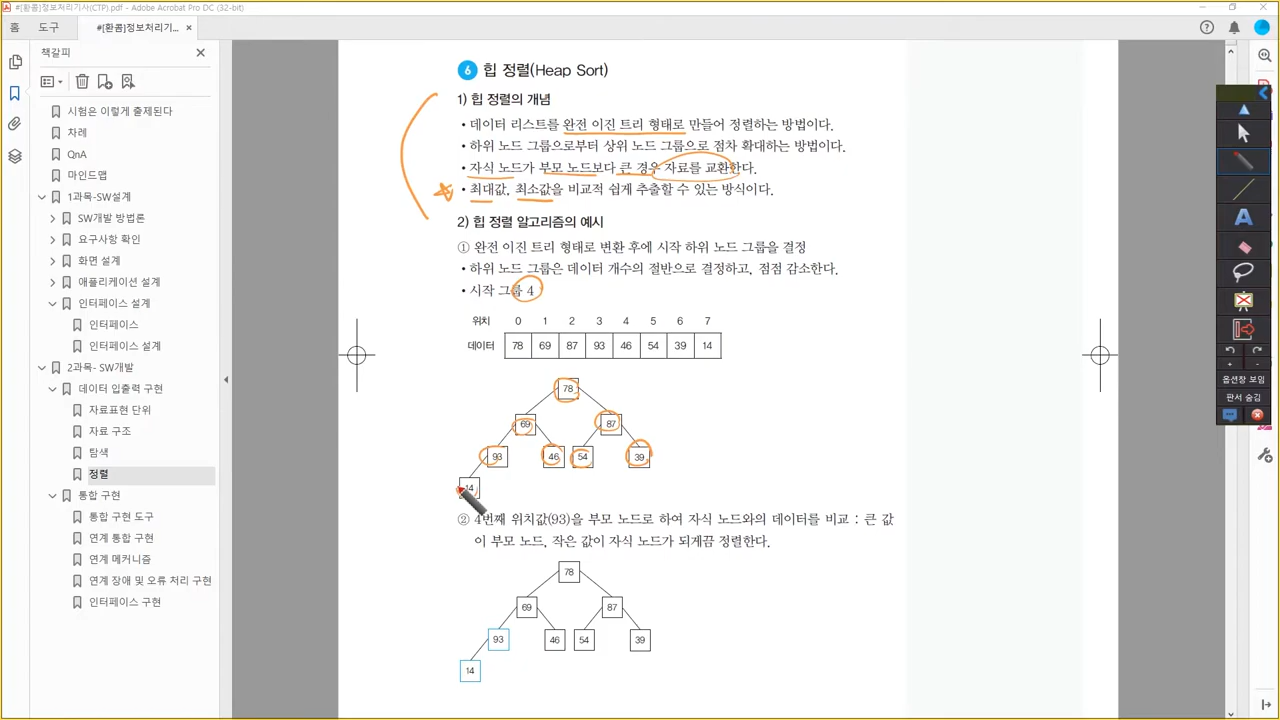 #[환콤]정보처리기사(CTP).pdf - Adobe Acrobat Pro DC (32-bit)
홈 도구 #[환콤]정보처리기... ×
책갈피
시험은 이렇게 출제된다
차례
QnA
마인드맵
1과목-SW설계
SW개발 방법론
요구사항 확인
화면 설계
애플리케이션 설계
인터페이스 설계
인터페이스
인터페이스 설계
2과목- SW개발
데이터 입출력 구현
자료표현 단위
자료 구조
탐색
정렬
통합 구현
통합 구현 도구
연계 통합 구현
연계 메커니즘
연계 장애 및 오류 처리 구현
인터페이스 구현
6 힙 정렬(Heap Sort)
1) 힙 정렬의 개념
• 데이터 리스트를 완전 이진 트리 형태로 만들어 정렬하는 방법이다.
• 하위 노드 그룹으로부터 상위 노드 그룹으로 점차 확대하는 방법이다.
• 자식 노드가 부모 노드보다 큰 경우 자료를 교환한다.
• 최대값, 최소값을 비교적 쉽게 추출할 수 있는 방식이다.
2) 힙 정렬 알고리즘의 예시
① 완전 이진 트리 형태로 변환 후에 시작 하위 노드 그룹을 결정
• 하위 노드 그룹은 데이터 개수의 절반으로 결정하고, 점점 감소한다.
• 시작 그룹 4
위치 0 1 2 3 4 5 6 7
데이터 78 69 87 93 46 54 39 14
78
69 87
93 46 54 39
14
② 4번째 위치값(93)을 부모 노드로 하여 자식 노드와의 데이터를 비교 : 큰 값
이 부모 노드, 작은 값이 자식 노드가 되게끔 정렬한다.
78
69 87
93 46 54 39
14
A
옵션창 보임
판서 숨김